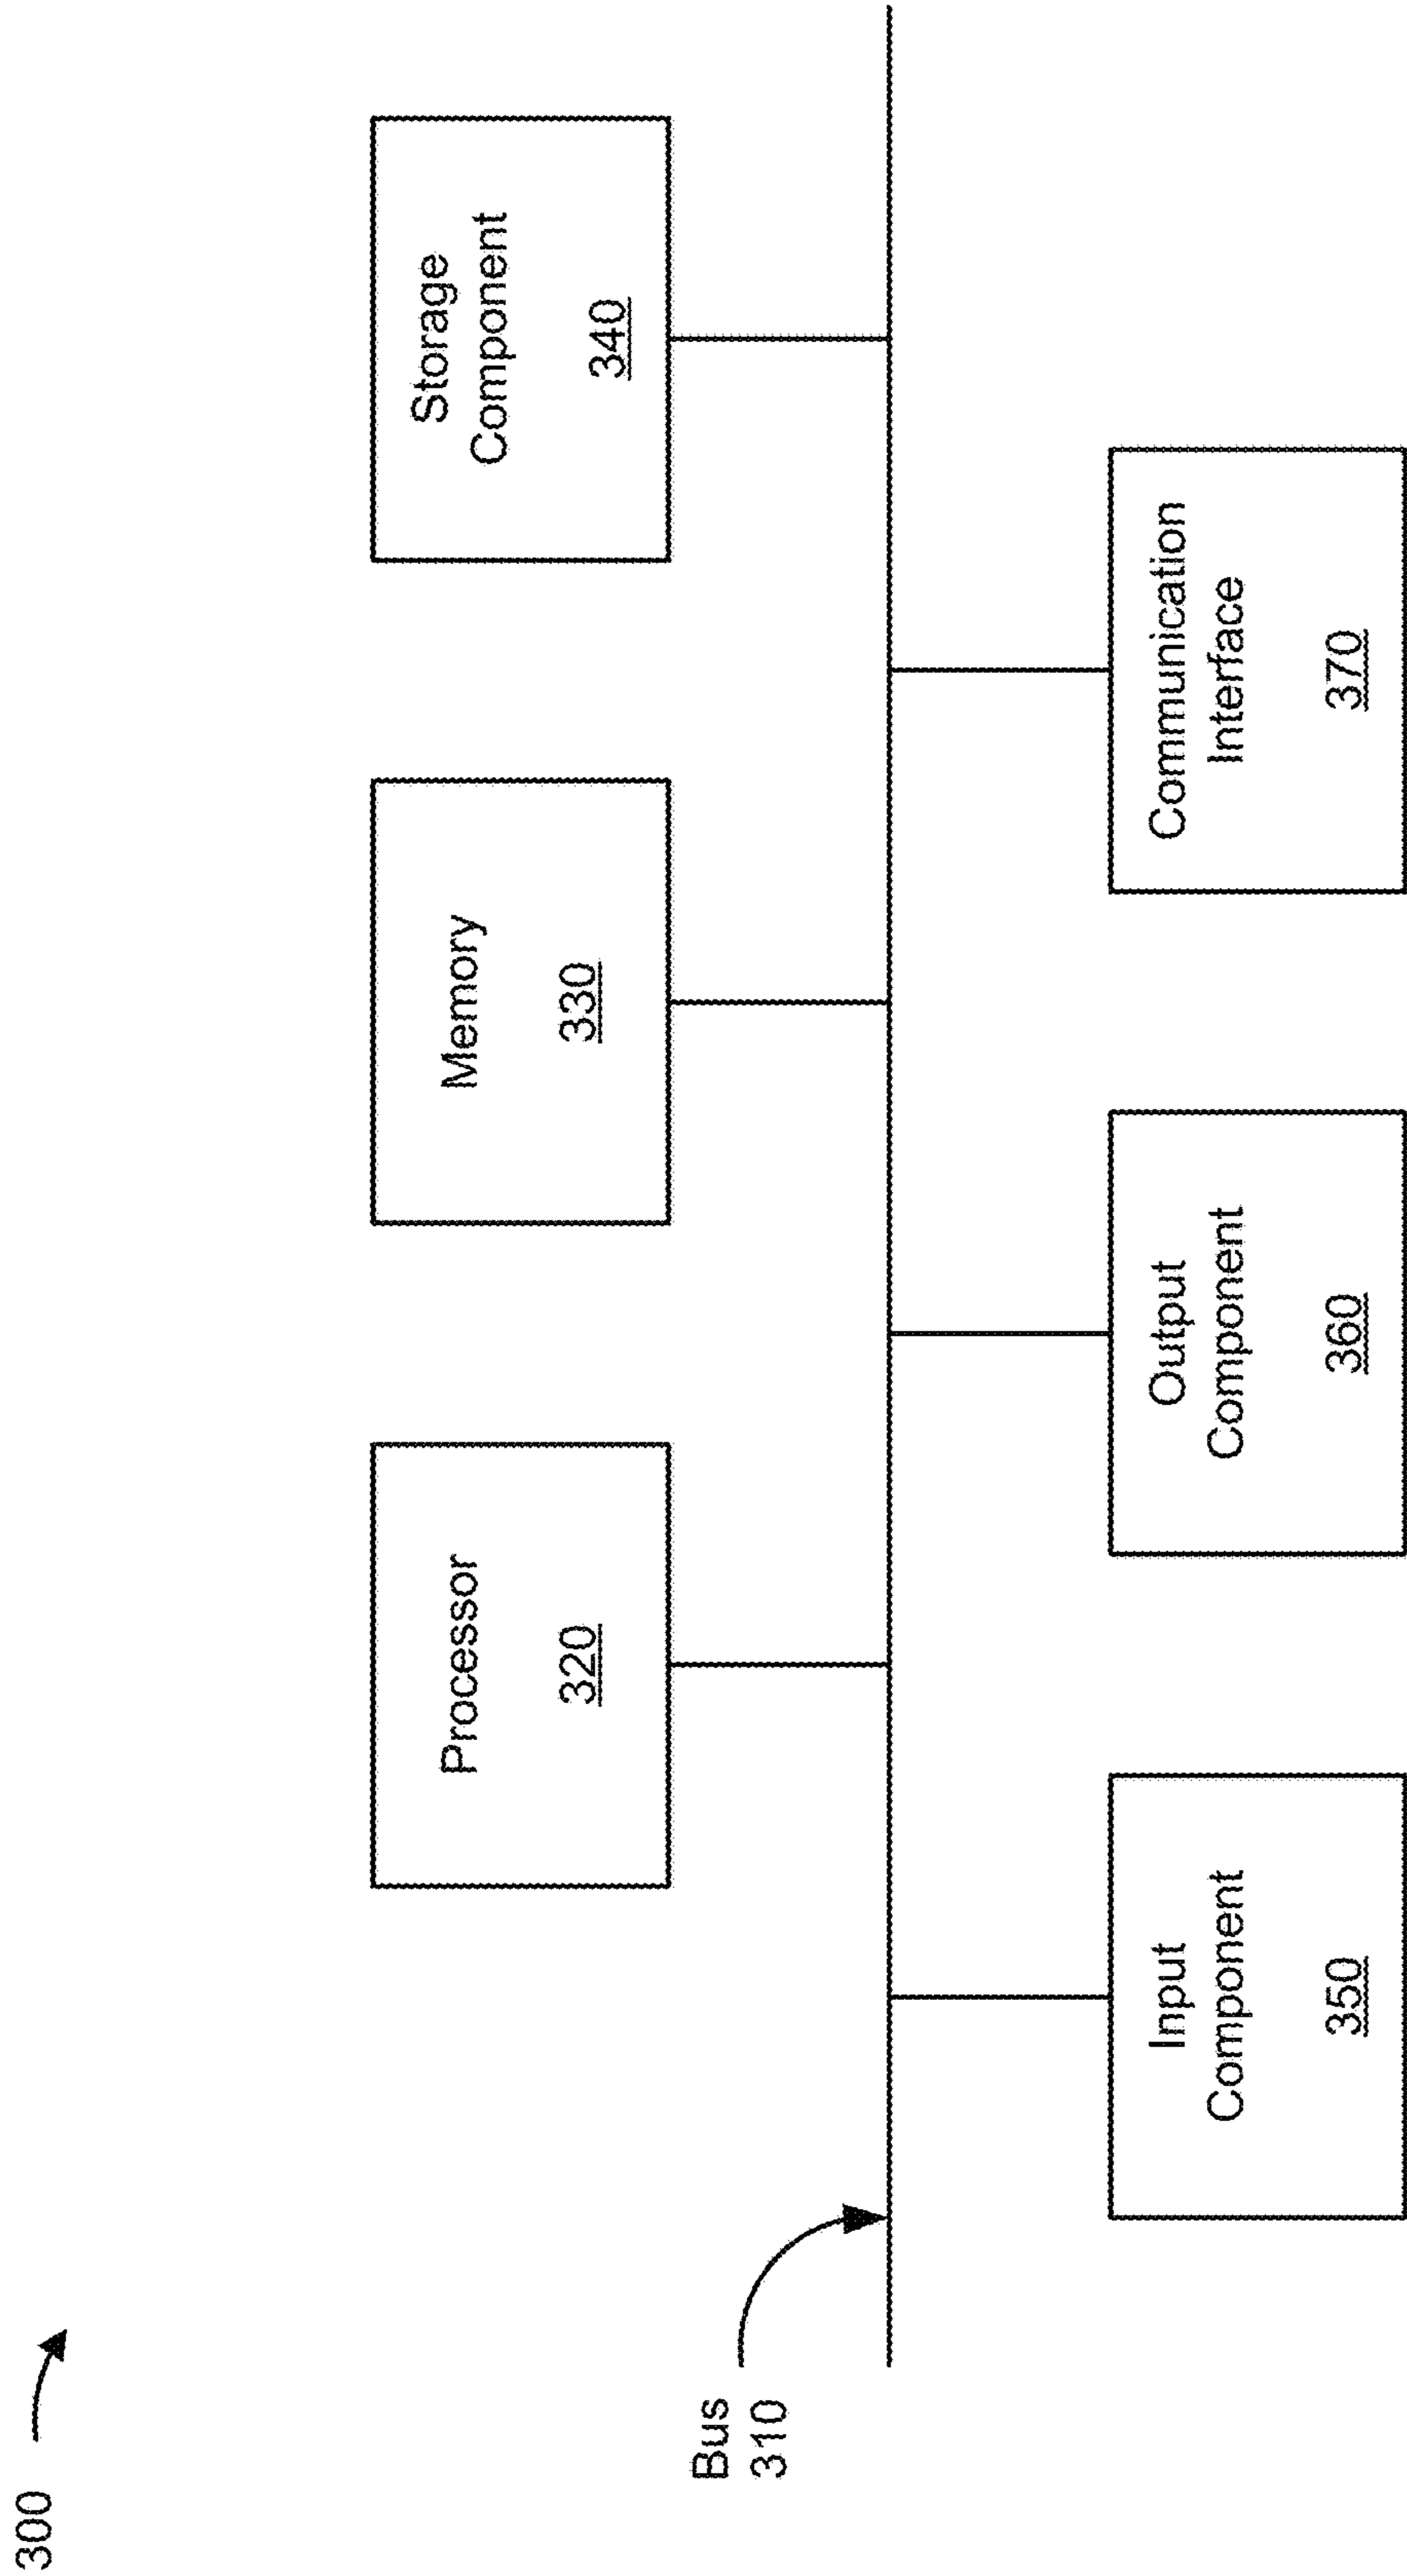 300
Processor
320
Memory
330
Storage
Component
340
Bus
310
Input
Component
350
Output
Component
360
Communication
Interface
370